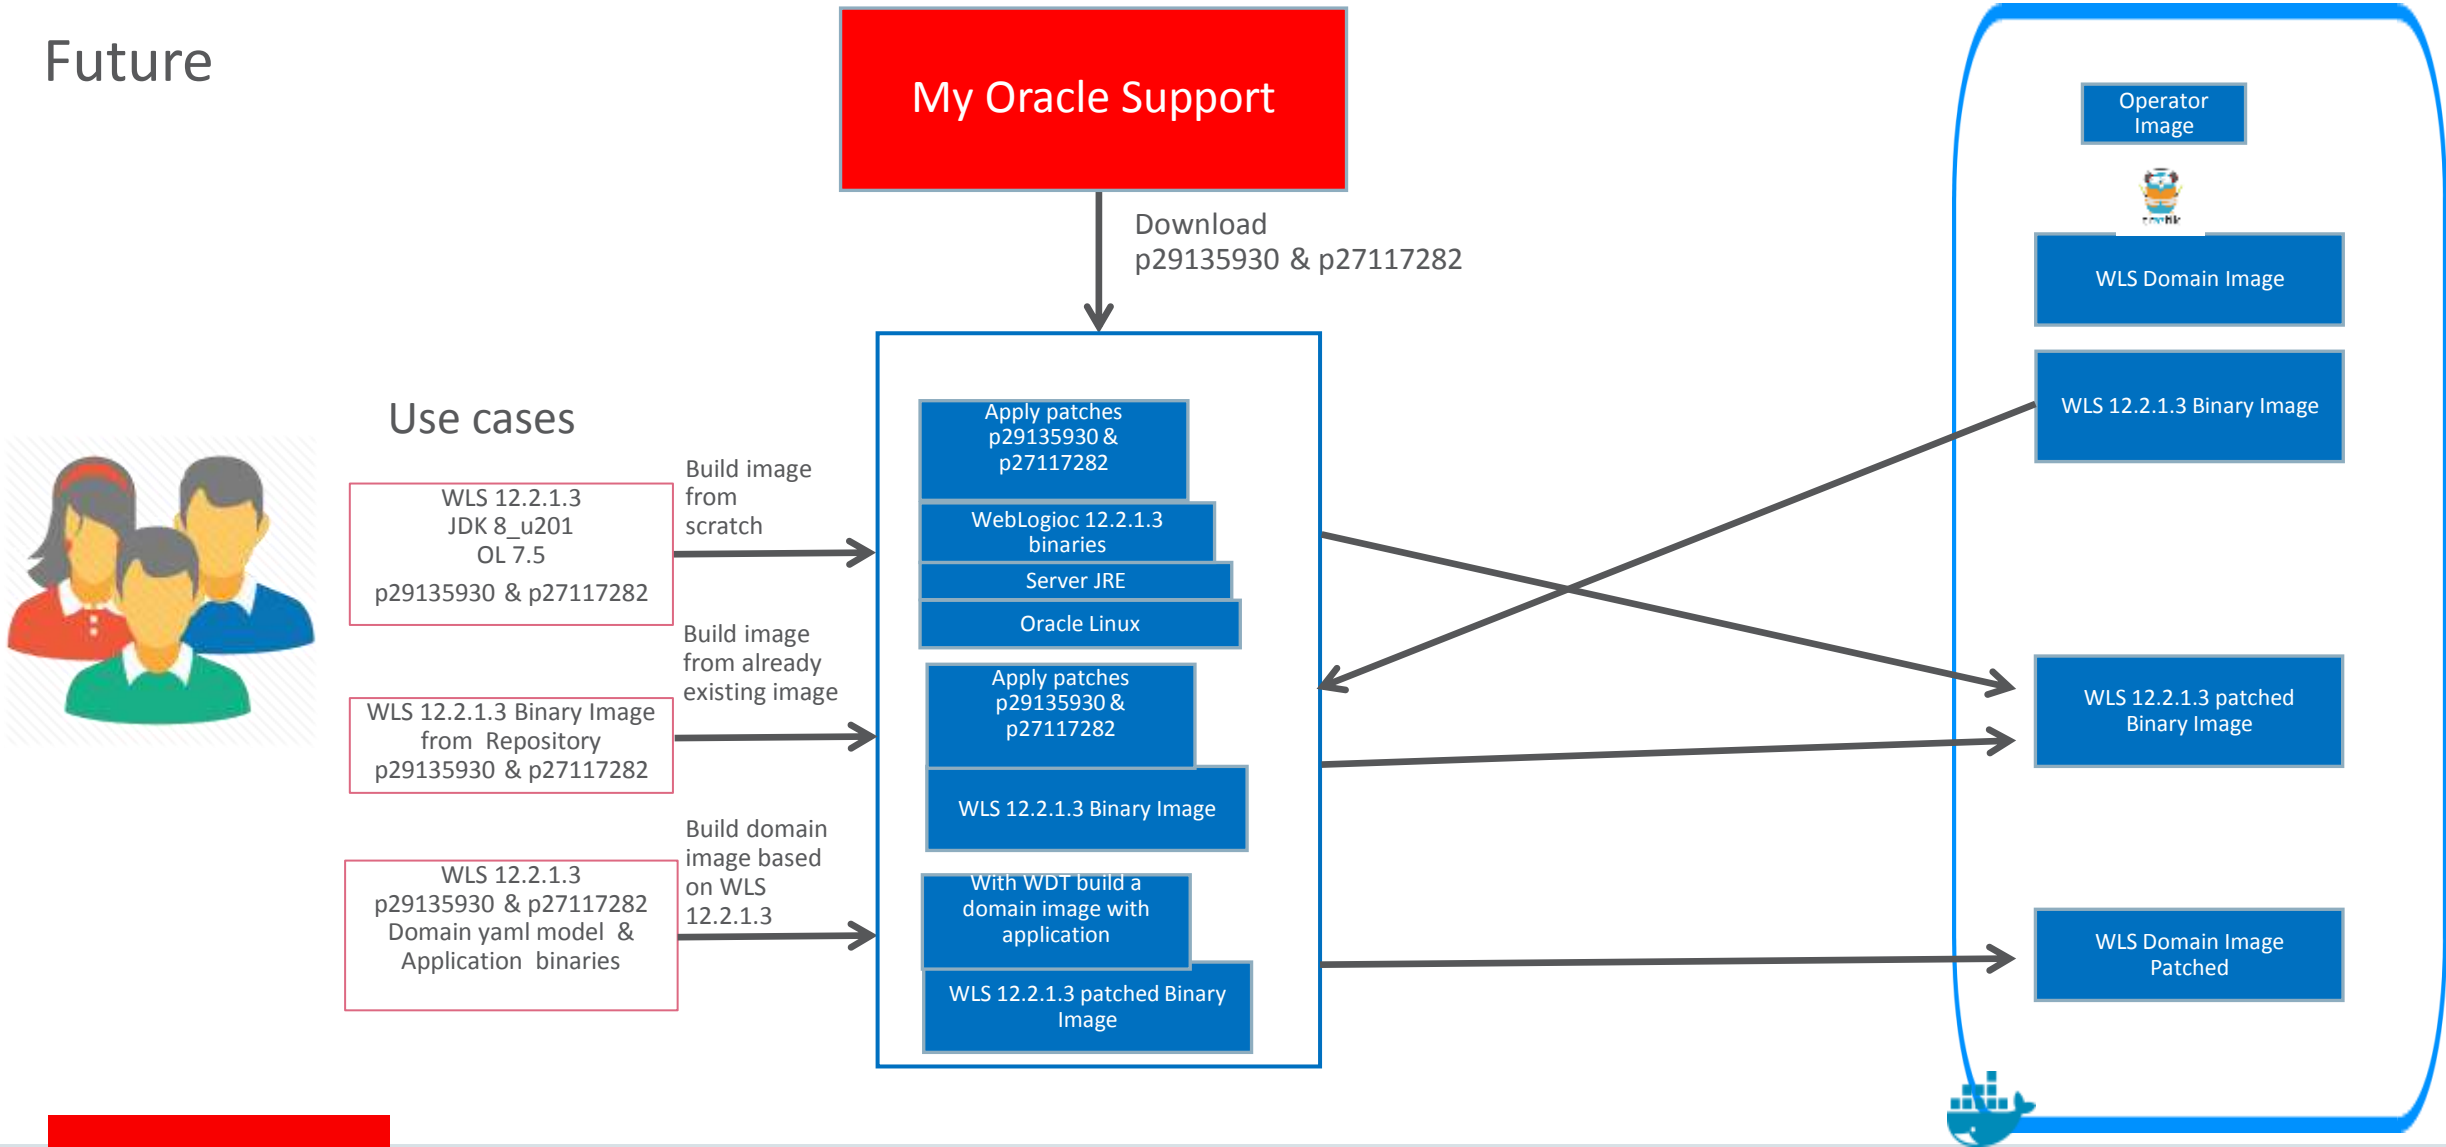 Future
My Oracle Support
Download
p29135930 & p27117282
Use cases
WLS 12.2.1.3
JDK 8_u201
OL 7.5
p29135930 & p27117282
Build image
from
scratch
WLS 12.2.1.3 Binary Image
from Repository
p29135930 & p27117282
Build image
from already
existing image
WLS 12.2.1.3
p29135930 & p27117282
Domain yaml model &
Application binaries
Build domain
image based
on WLS
12.2.1.3
Apply patches
p29135930 &
p27117282
WebLogioc 12.2.1.3
binaries
Server JRE
Oracle Linux
Apply patches
p29135930 &
p27117282
WLS 12.2.1.3 Binary Image
With WDT build a
domain image with
application
WLS 12.2.1.3 patched Binary
Image
Operator
Image
WLS Domain Image
WLS 12.2.1.3 Binary Image
WLS 12.2.1.3 patched
Binary Image
WLS Domain Image
Patched